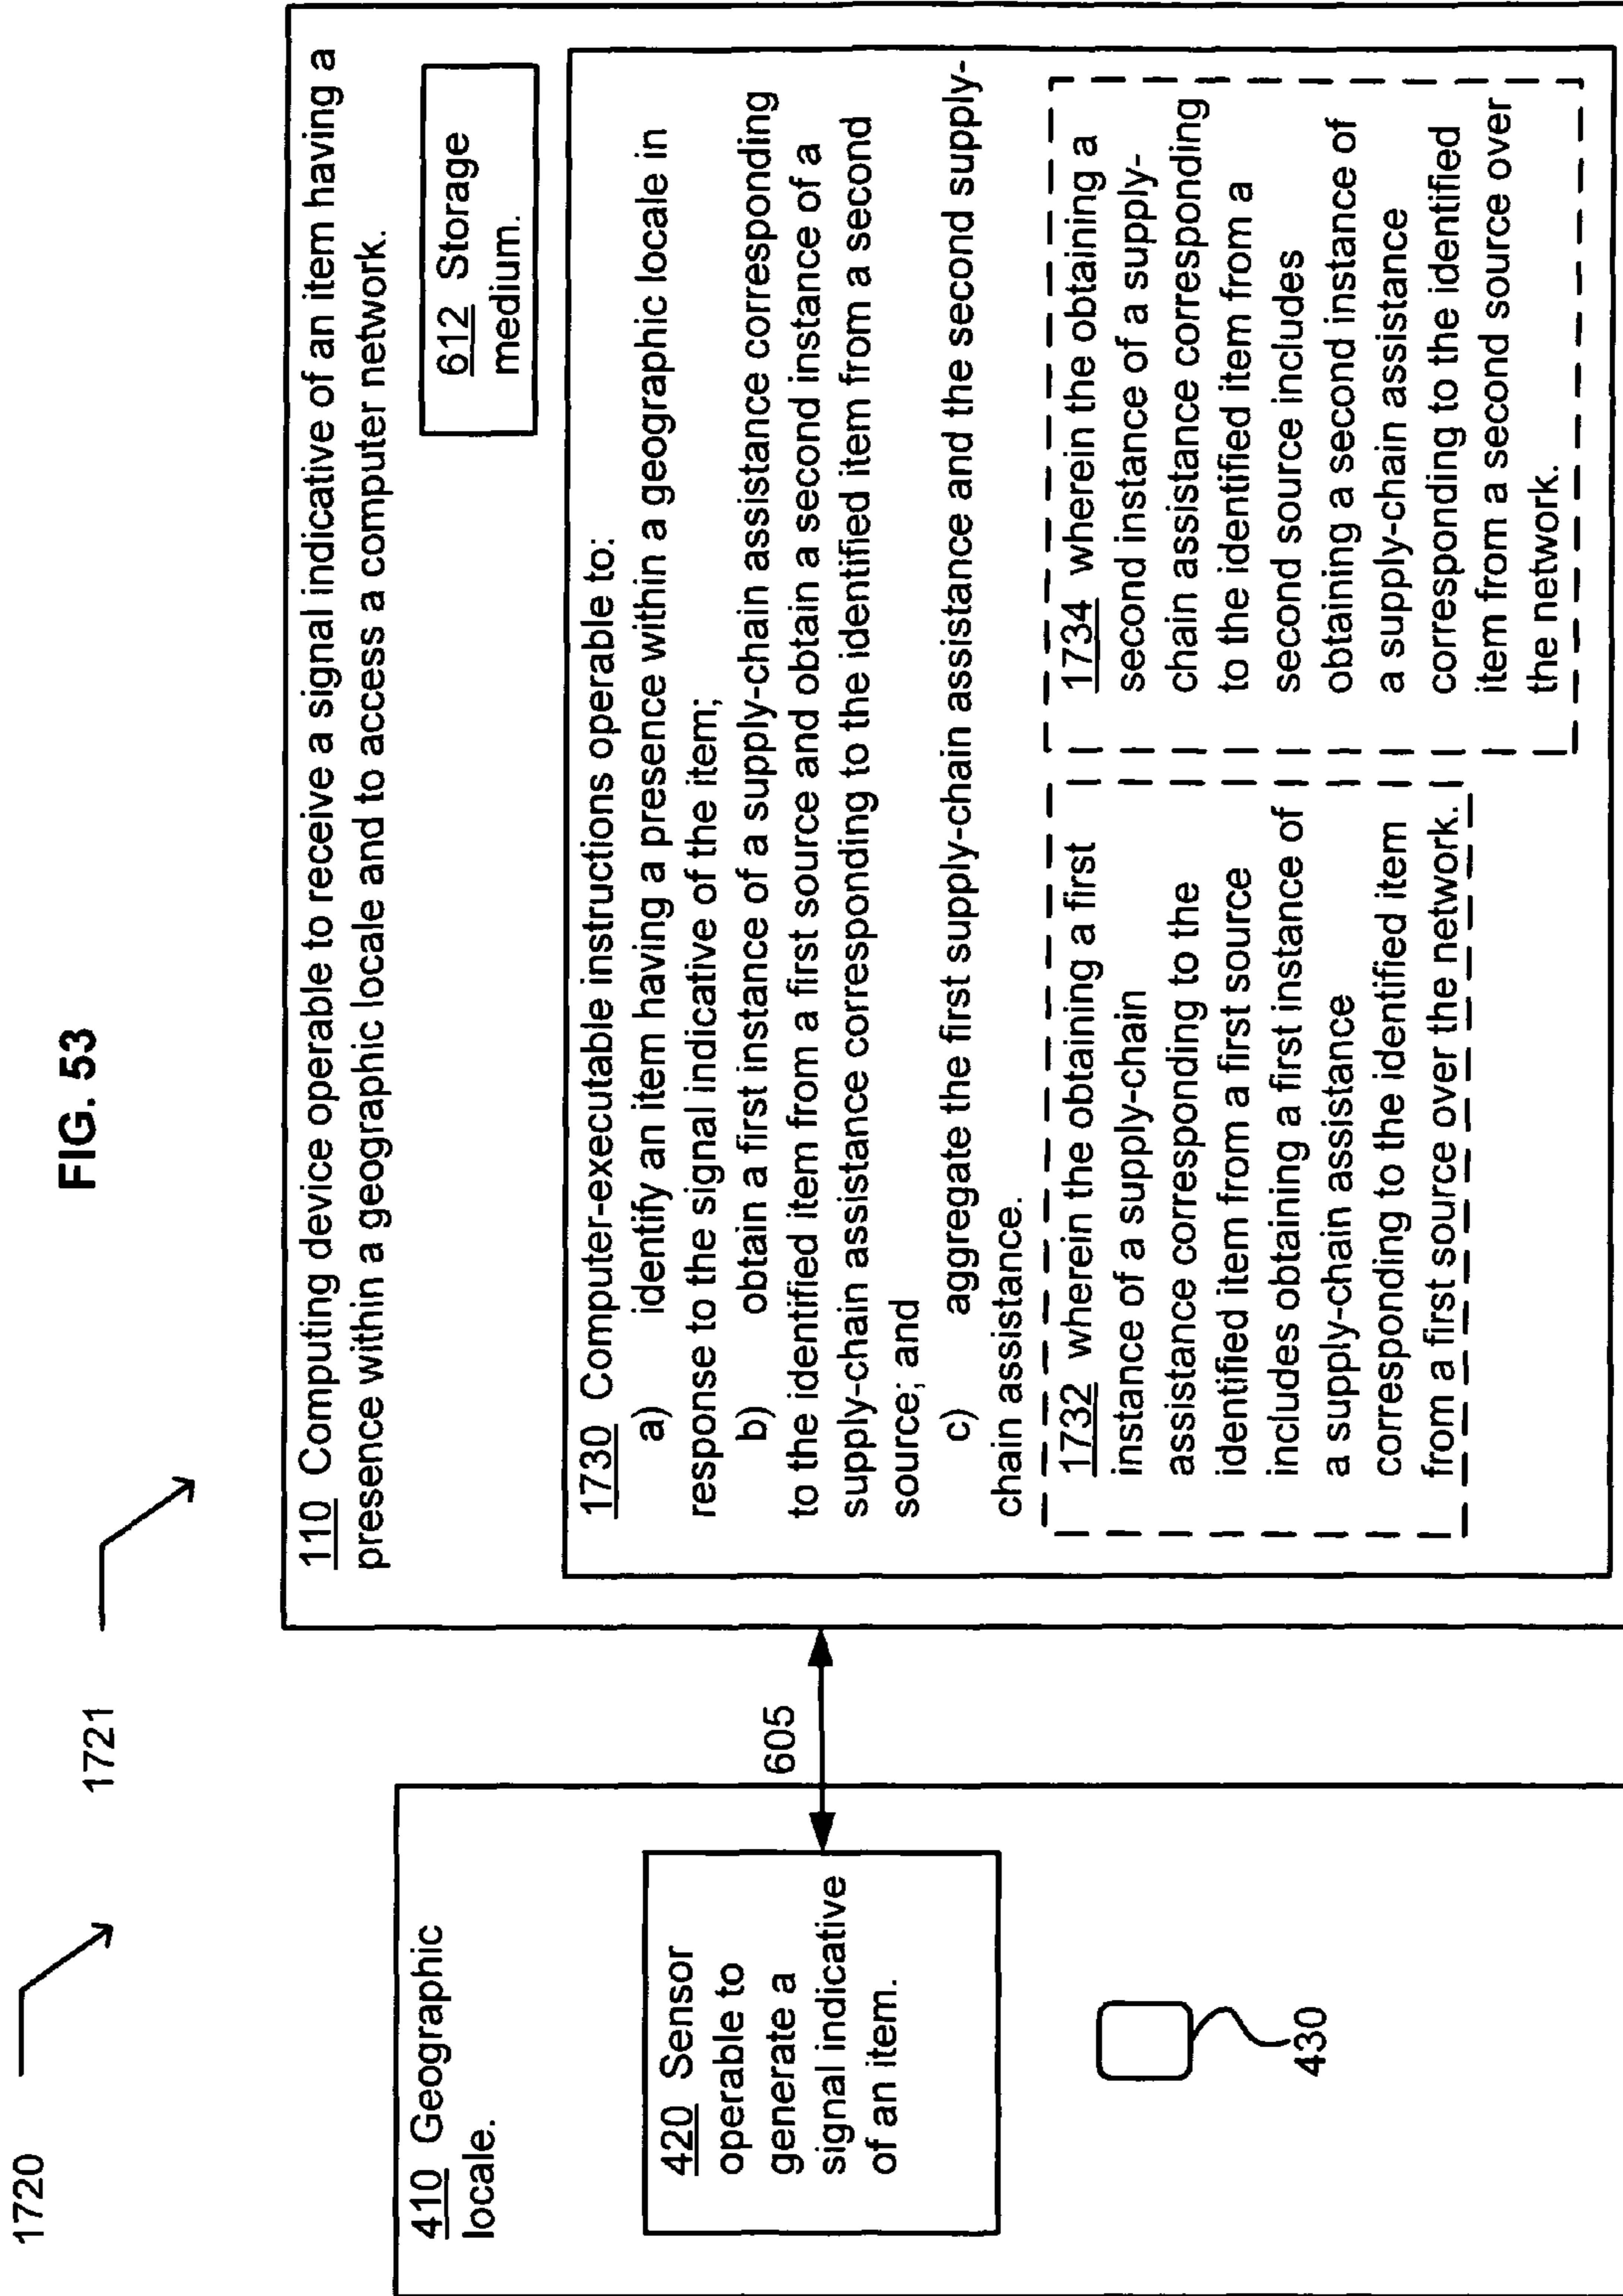 FIG. 53
1720
1721
410 Geographic
locale.
420 Sensor
operable to
generate a
signal indicative
of an item.
430
605
110 Computing device operable to receive a signal indicative of an item having a
presence within a geographic locale and to access a computer network.
612 Storage
medium.
1730 Computer-executable instructions operable to:
a) identify an item having a presence within a geographic locale in
response to the signal indicative of the item;
b) obtain a first instance of a supply-chain assistance corresponding
to the identified item from a first source and obtain a second instance of a
supply-chain assistance corresponding to the identified item from a second
source; and
c) aggregate the first supply-chain assistance and the second supply-
chain assistance.
1732 wherein the obtaining a first
instance of a supply-chain
assistance corresponding to the
identified item from a first source
includes obtaining a first instance of
a supply-chain assistance
corresponding to the identified item
from a first source over the network.
1734 wherein the obtaining a
second instance of a supply-
chain assistance corresponding
to the identified item from a
second source includes
obtaining a second instance of
a supply-chain assistance
corresponding to the identified
item from a second source over
the network.